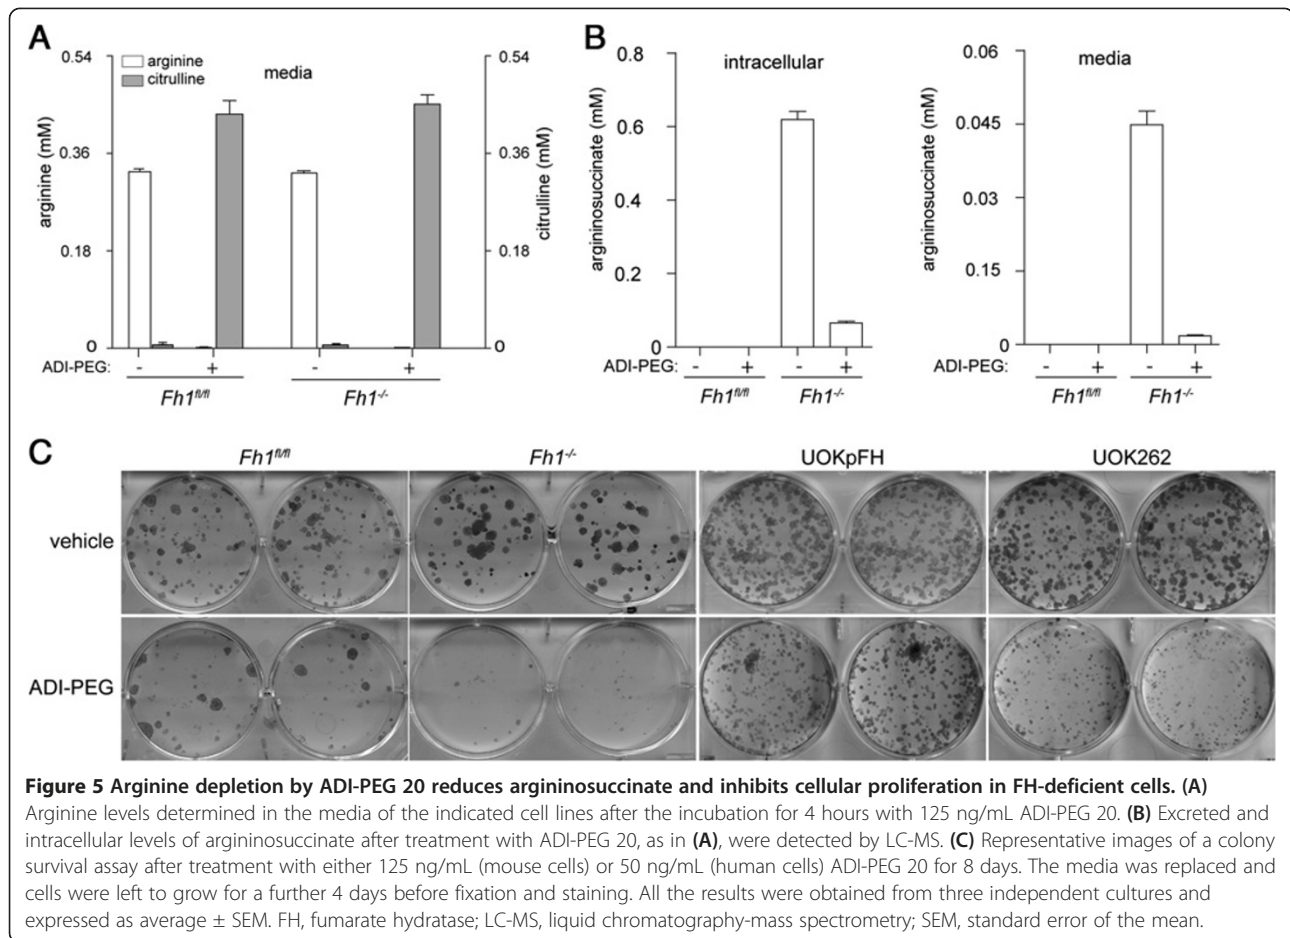 A
B
0.54
0.36
0.18
0
arginine (mM)
arginine
citrulline
media
0.54
0.36
0.18
0
citrulline (mM)
ADI-PEG: - + - +
Fh1fl/fl Fh1-/-
0.8
0.6
0.4
0.2
0
argininosuccinate (mM)
intracellular
ADI-PEG: - + - +
Fh1fl/fl Fh1-/-
0.06
0.045
0.03
0.15
0
argininosuccinate (mM)
media
ADI-PEG: - + - +
Fh1fl/fl Fh1-/-
C
Fh1fl/fl Fh1-/- UOKpFH UOK262
vehicle
ADI-PEG
Figure 5 Arginine depletion by ADI-PEG 20 reduces argininosuccinate and inhibits cellular proliferation in FH-deficient cells. (A)
Arginine levels determined in the media of the indicated cell lines after the incubation for 4 hours with 125 ng/mL ADI-PEG 20. (B) Excreted and
intracellular levels of argininosuccinate after treatment with ADI-PEG 20, as in (A), were detected by LC-MS. (C) Representative images of a colony
survival assay after treatment with either 125 ng/mL (mouse cells) or 50 ng/mL (human cells) ADI-PEG 20 for 8 days. The media was replaced and
cells were left to grow for a further 4 days before fixation and staining. All the results were obtained from three independent cultures and
expressed as average ± SEM. FH, fumarate hydratase; LC-MS, liquid chromatography-mass spectrometry; SEM, standard error of the mean.